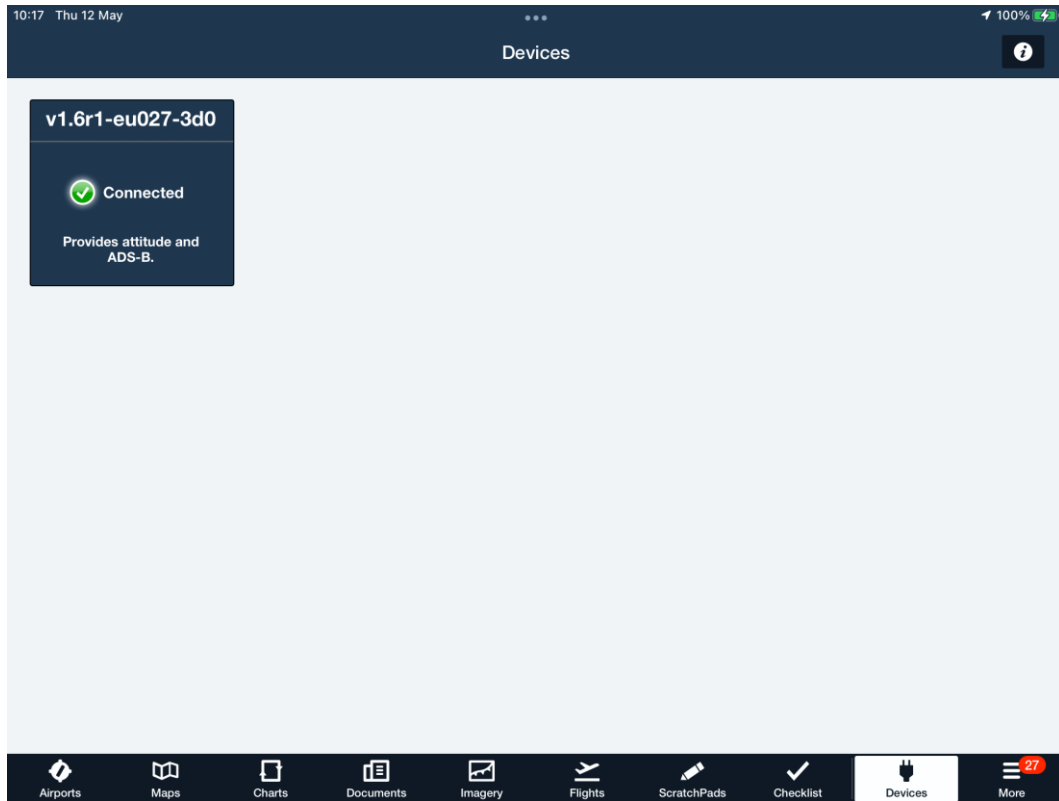 10:17 Thu 12 May
100%
Devices
v1.6r1-eu027-3d0
Connected
Provides attitude and
ADS-B.
Airports
Maps
Charts
Documents
Imagery
Flights
ScratchPads
Checklist
Devices
27
More